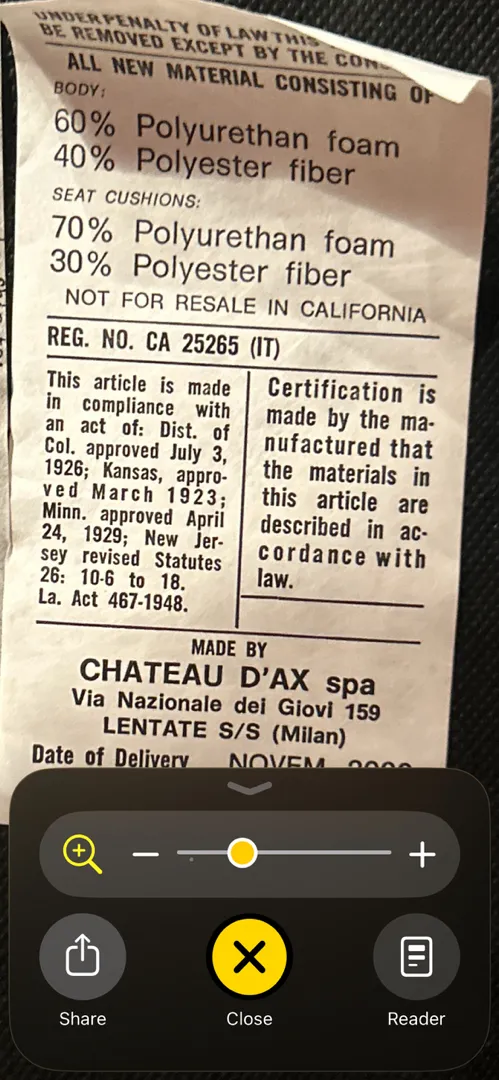 UNDER PENALTY OF LAW THIS
BE REMOVED EXCEPT BY THE
ALL NEW MATERIAL CONSISTING OF
BODY:
60% Polyurethan foam
40% Polyester fiber
SEAT CUSHIONS:
70% Polyurethan foam
30% Polyester fiber
NOT FOR RESALE IN CALIFORNIA
REG. NO. CA 25265 (IT)
This article is made
in compliance with
an act of: Dist. of
Col. approved July 3,
1926; Kansas, appro-
ved March 1923;
Minn. approved April
24, 1929; New Jer-
sey revised Statutes
26: 10-6 to 18.
La. Act 467-1948.
Certification is
made by the ma-
nufactured that
the materials in
this article are
described in ac-
cordance with
law.
MADE BY
CHATEAU D'AX spa
Via Nazionale dei Giovi 159
LENTATE S/S (Milan)
Date of Delivery NOVEM.
Share
Close
Reader